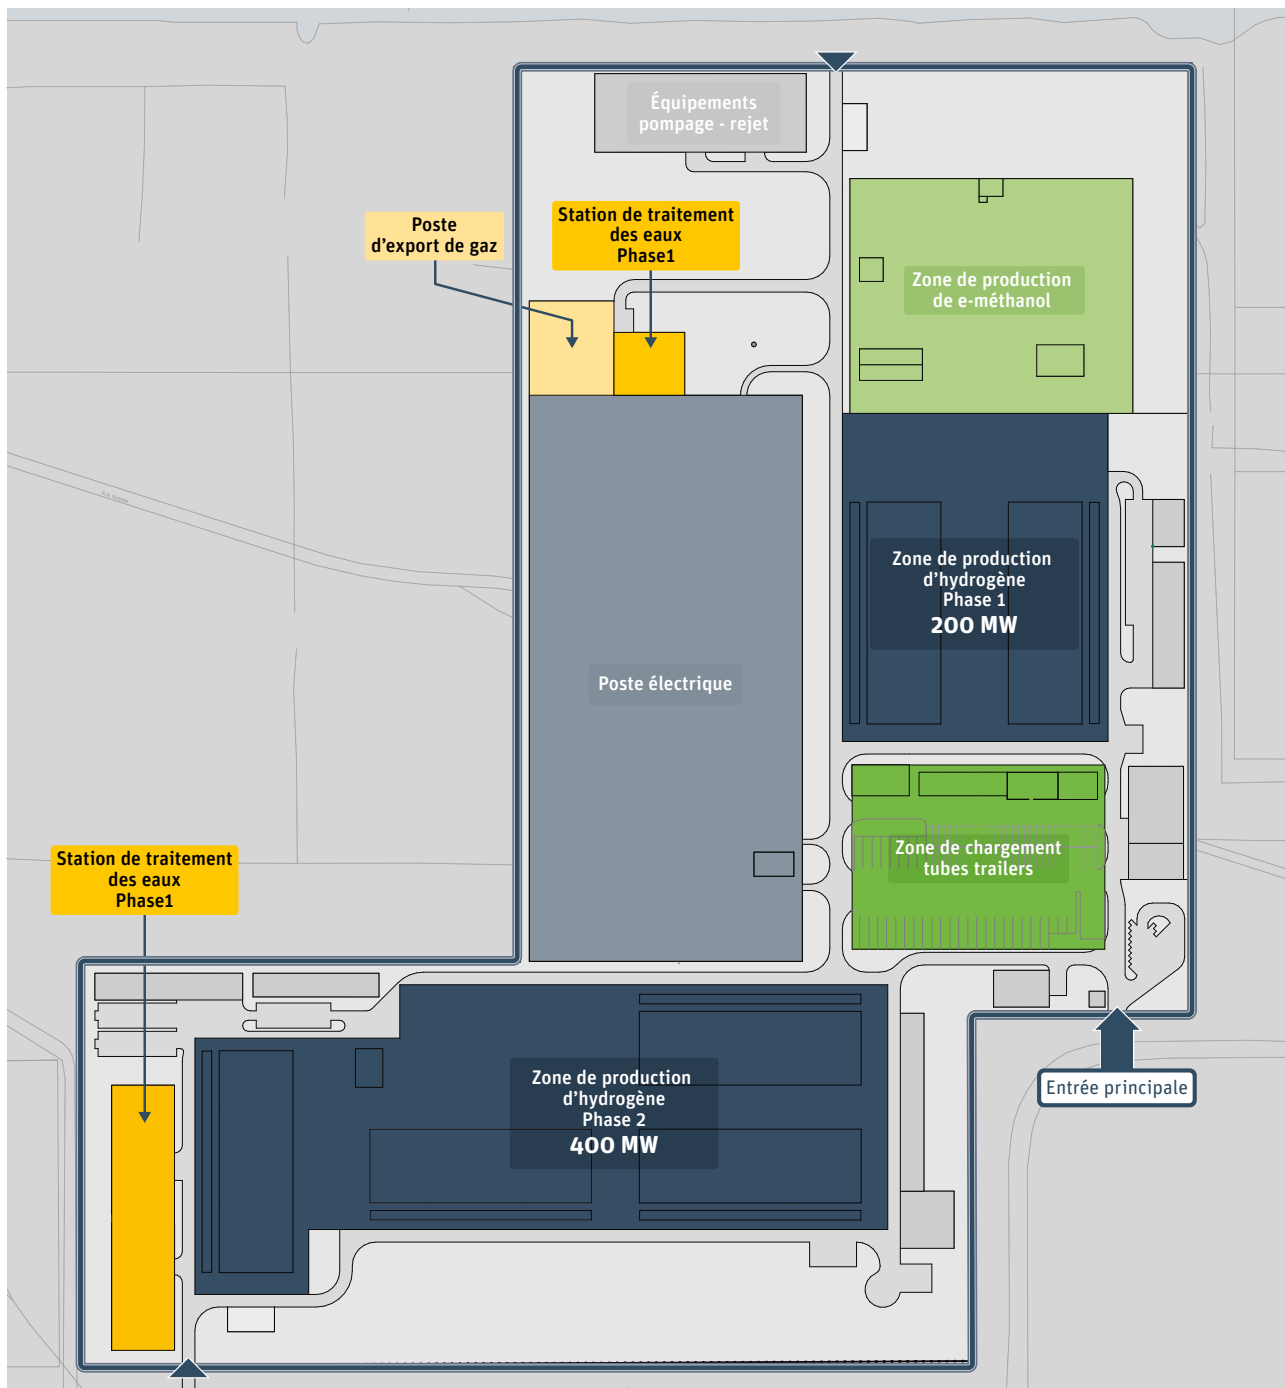 Équipements
pompage - rejet
Poste
d'export de gaz
Station de traitement
des eaux
Phase1
Zone de production
de e-méthanol
Zone de production
d'hydrogène
Phase 1
200 MW
Poste électrique
Zone de chargement
tubes trailers
Station de traitement
des eaux
Phase1
Zone de production
d'hydrogène
Phase 2
400 MW
Entrée principale